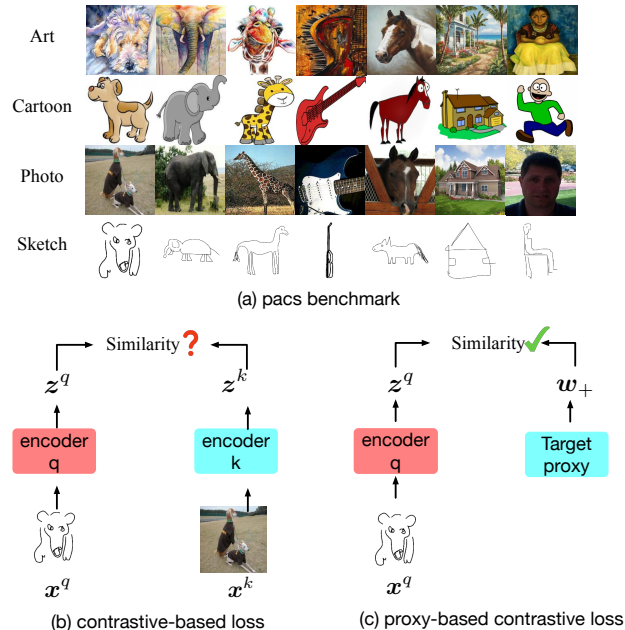 Art
Cartoon
Photo
Sketch
(a) pacs benchmark
Similarity❓ Similarity✓
z^q z^k z^q w_+
encoder q encoder k encoder q Target proxy
x^q x^k x^q
(b) contrastive-based loss (c) proxy-based contrastive loss